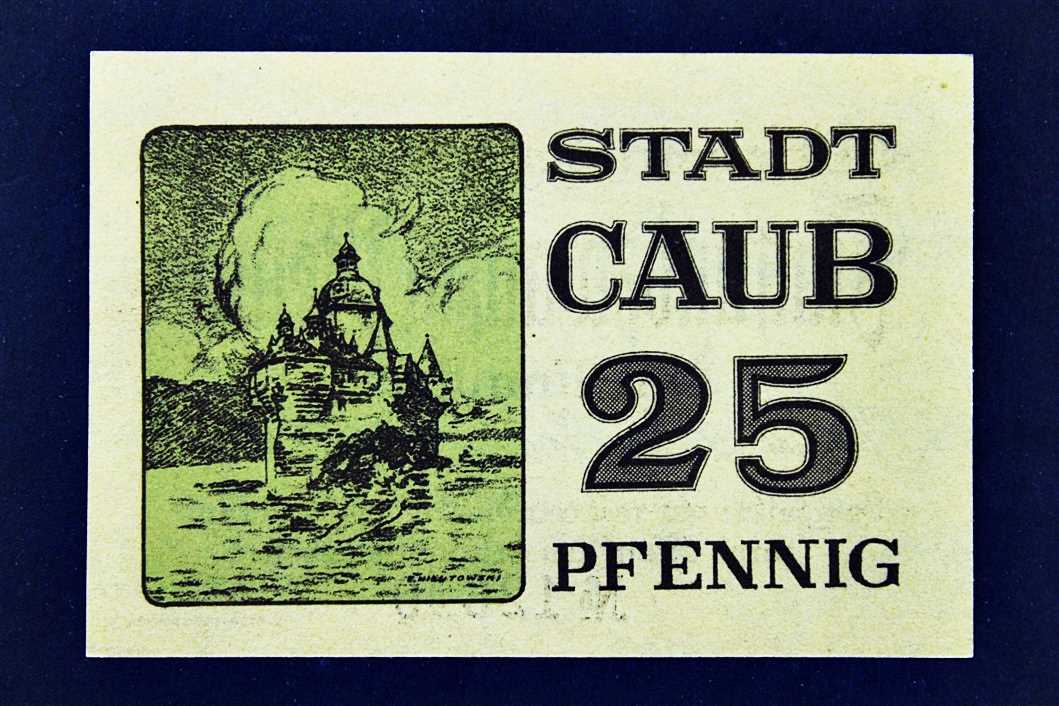 STADT
CAUB
25
PFENNIG